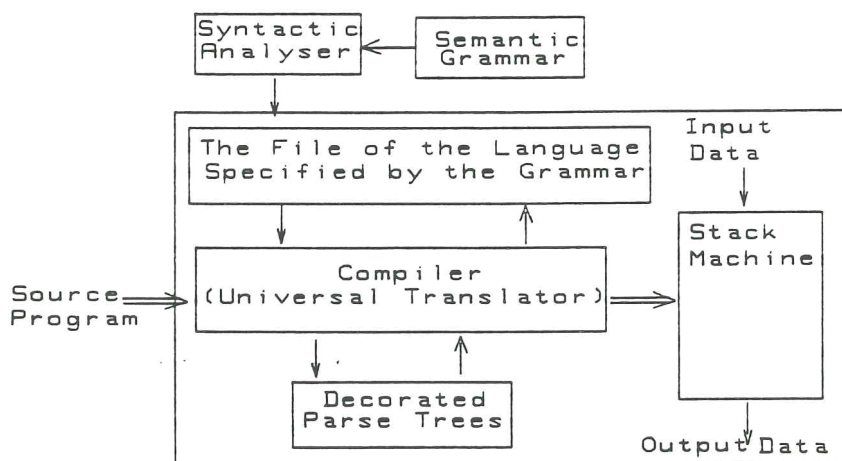 Syntactic
Analyser
Semantic
Grammar
The File of the Language
Specified by the Grammar
Input
Data
Stack
Machine
Compiler
(Universal Translator)
Source
Program
Decorated
Parse Trees
Output Data